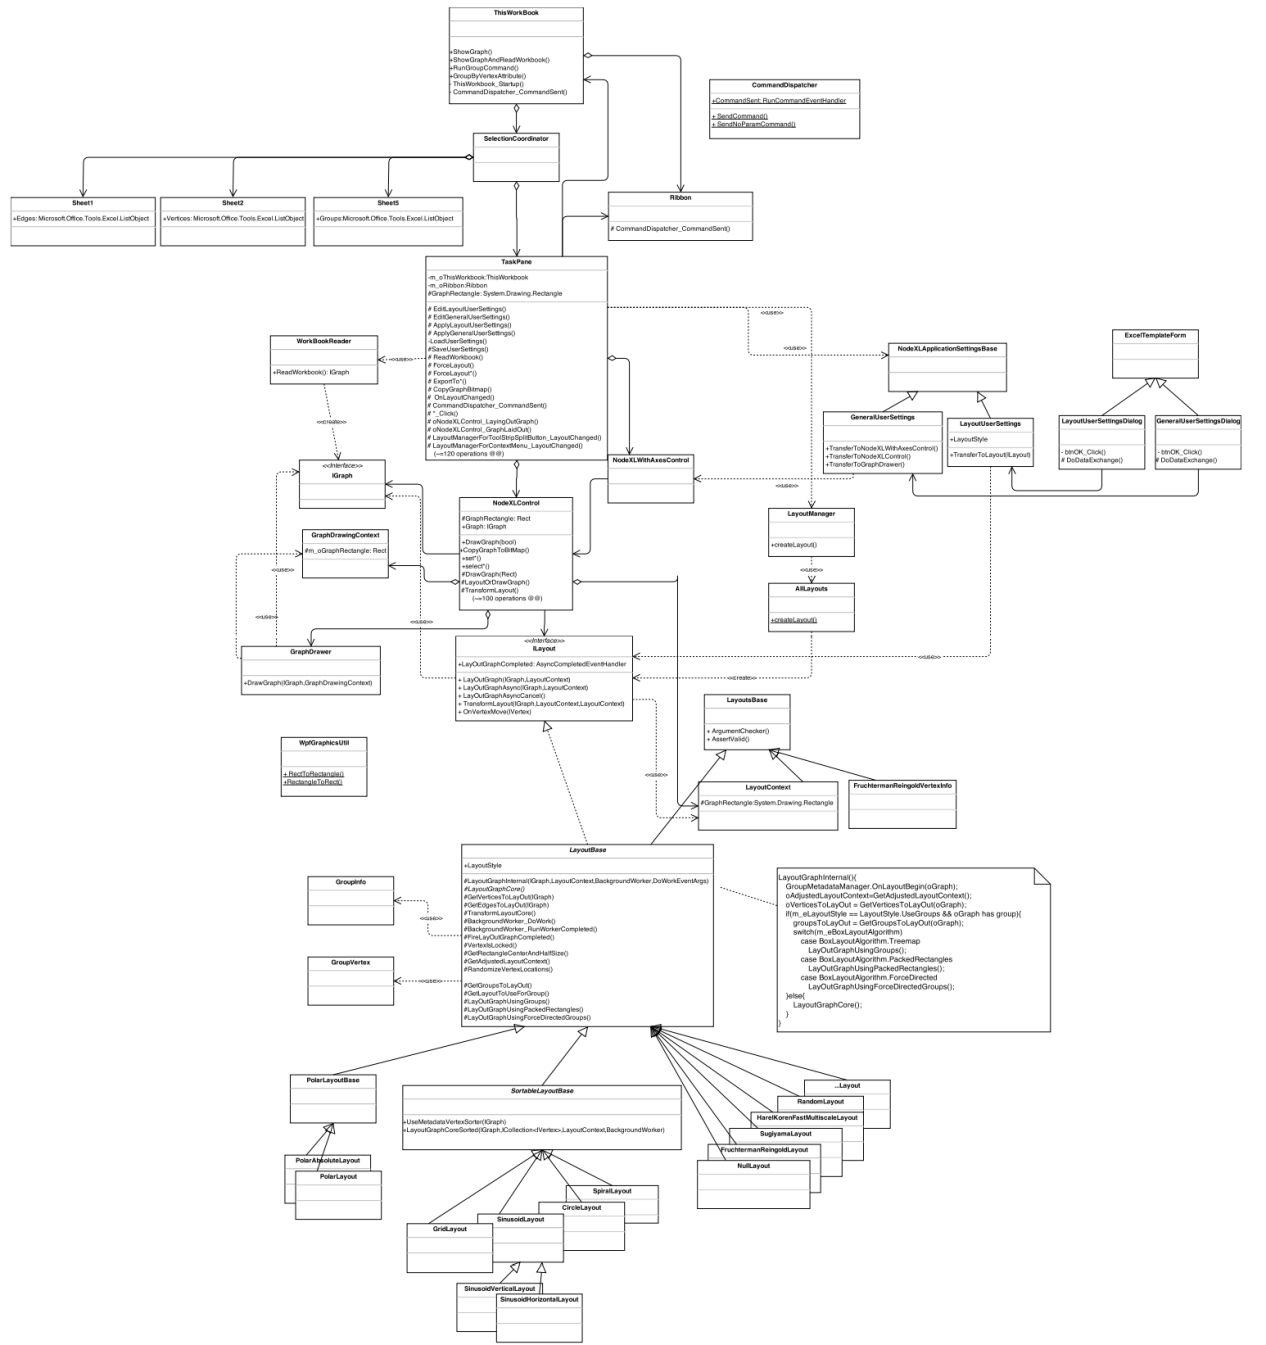 ThisWorkBook
+ShowGraph()
+ShowGraphAndReadWorkbook()
+RunGroupCommand()
+GroupByVertexAttribute()
- ThisWorkbook_Startup()
- CommandDispatcher_CommandSent()
CommandDispatcher
+CommandSent: RunCommandEventHandler
+ SendCommand()
+ SendNoParamCommand()
SelectionCoordinator
Sheet1
+Edges: Microsoft.Office.Tools.Excel.ListObject
Sheet2
+Vertices: Microsoft.Office.Tools.Excel.ListObject
Sheet5
+Groups:Microsoft.Office.Tools.Excel.ListObject
Ribbon
# CommandDispatcher_CommandSent()
TaskPane
-m_oThisWorkbook:ThisWorkbook
-m_oRibbon:Ribbon
#GraphRectangle: System.Drawing.Rectangle
# EditLayoutUserSettings()
# EditGeneralUserSettings()
# ApplyLayoutUserSettings()
# ApplyGeneralUserSettings()
-LoadUserSettings()
#SaveUserSettings()
# ReadWorkbook()
# ForceLayout()
# ForceLayout*()
# ExportTo*()
# CopyGraphBitmap()
# OnLayoutChanged()
# CommandDispatcher_CommandSent()
# *_Click()
# oNodeXLControl_LayingOutGraph()
# oNodeXLControl_GraphLaidOut()
# LayoutManagerForToolStripSplitButton_LayoutChanged()
# LayoutManagerForContextMenu_LayoutChanged()
(~=120 operations @@)
WorkBookReader
+ReadWorkbook(): IGraph
<<use>>
<<create>>
<<use>>
<<use>>
NodeXLApplicationSettingsBase
ExcelTemplateForm
GeneralUserSettings
+TransferToNodeXLWithAxesControl()
+TransferToNodeXLControl()
+TransferToGraphDrawer()
LayoutUserSettings
+LayoutStyle
+TransferToLayout(ILayout)
LayoutUserSettingsDialog
- btnOK_Click()
# DoDataExchange()
GeneralUserSettingsDialog
- btnOK_Click()
# DoDataExchange()
<<Interface>>
IGraph
NodeXLWithAxesControl
<<use>>
NodeXLControl
#GraphRectangle: Rect
+Graph: IGraph
+DrawGraph(bool)
+CopyGraphToBitMap()
+set*()
+select*()
#DrawGraph(Rect)
#LayoutOrDrawGraph()
#TransformLayout()
(~=100 operations @@)
LayoutManager
+createLayout()
GraphDrawingContext
#m_oGraphRectangle: Rect
<<use>>
<<use>>
AllLayouts
+createLayout()
<<use>>
<<use>>
GraphDrawer
+DrawGraph(IGraph,GraphDrawingContext)
<<Interface>>
ILayout
+LayOutGraphCompleted: AsyncCompletedEventHandler
+ LayOutGraph(IGraph,LayoutContext)
+ LayOutGraphAsync(IGraph,LayoutContext)
+ LayOutGraphAsyncCancel()
+ TransformLayout(IGraph,LayoutContext,LayoutContext)
+ OnVertexMove(IVertex)
<<use>>
<<create>>
LayoutsBase
+ ArgumentChecker()
+ AssertValid()
WpfGraphicsUtil
+ RectToRectangle()
+RectangleToRect()
<<use>>
LayoutContext
#GraphRectangle:System.Drawing.Rectangle
FruchtermanReingoldVertexInfo
LayoutBase
+LayoutStyle
#LayoutGraphInternal(IGraph,LayoutContext,BackgroundWorker,DoWorkEventArgs)
#LayoutGraphCore()
#GetVerticesToLayOut(IGraph)
#GetEdgesToLayOut(IGraph)
#TransformLayoutCore()
#BackgroundWorker_DoWork()
#BackgroundWorker_RunWorkerCompleted()
#FireLayOutGraphCompleted()
#VertexIsLocked()
#GetRectangleCenterAndHalfSize()
#GetAdjustedLayoutContext()
#RandomizeVertexLocations()
#GetGroupsToLayOut()
#GetLayoutToUseForGroup()
#LayOutGraphUsingGroups()
#LayOutGraphUsingPackedRectangles()
#LayOutGraphUsingForceDirectedGroups()
GroupInfo
<<use>>
GroupVertex
<<use>>
LayoutGraphInternal(){
GroupMetadataManager.OnLayoutBegin(oGraph);
oAdjustedLayoutContext=GetAdjustedLayoutContext();
oVerticesToLayOut = GetVerticesToLayOut(oGraph);
if(m_eLayoutStyle == LayoutStyle.UseGroups && oGraph has group){
groupsToLayOut = GetGroupsToLayOut(oGraph);
switch(m_eBoxLayoutAlgorithm)
case BoxLayoutAlgorithm.Treemap
LayOutGraphUsingGroups();
case BoxLayoutAlgorithm.PackedRectangles
LayOutGraphUsingPackedRectangles();
case BoxLayoutAlgorithm.ForceDirected
LayOutGraphUsingForceDirectedGroups();
}else{
LayoutGraphCore();
}
}
PolarLayoutBase
PolarAbsoluteLayout
PolarLayout
SortableLayoutBase
+UseMetadataVertexSorter(IGraph)
+LayoutGraphCoreSorted(IGraph,ICollection<IVertex>,LayoutContext,BackgroundWorker)
...Layout
RandomLayout
HarelKorenFastMultiscaleLayout
SugiyamaLayout
FruchtermanReingoldLayout
NullLayout
SpiralLayout
CircleLayout
SinusoidLayout
GridLayout
SinusoidVerticalLayout
SinusoidHorizontalLayout